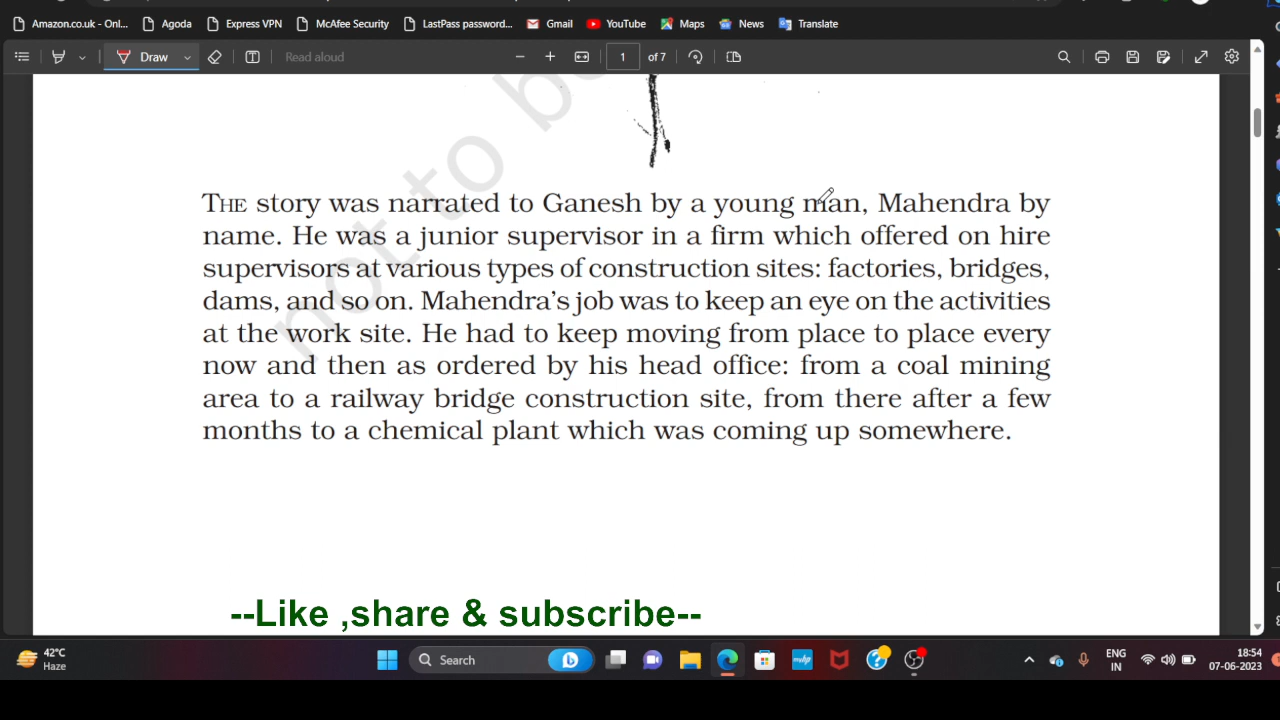 Amazon.co.uk - Onl... Agoda Express VPN McAfee Security LastPass password... Gmail YouTube Maps News Translate
Draw Read aloud 1 of 7
not to be
THE story was narrated to Ganesh by a young man, Mahendra by
name. He was a junior supervisor in a firm which offered on hire
supervisors at various types of construction sites: factories, bridges,
dams, and so on. Mahendra's job was to keep an eye on the activities
at the work site. He had to keep moving from place to place every
now and then as ordered by his head office: from a coal mining
area to a railway bridge construction site, from there after a few
months to a chemical plant which was coming up somewhere.
--Like ,share & subscribe--
42°C
Haze
Search
ENG
IN
18:54
07-06-2023